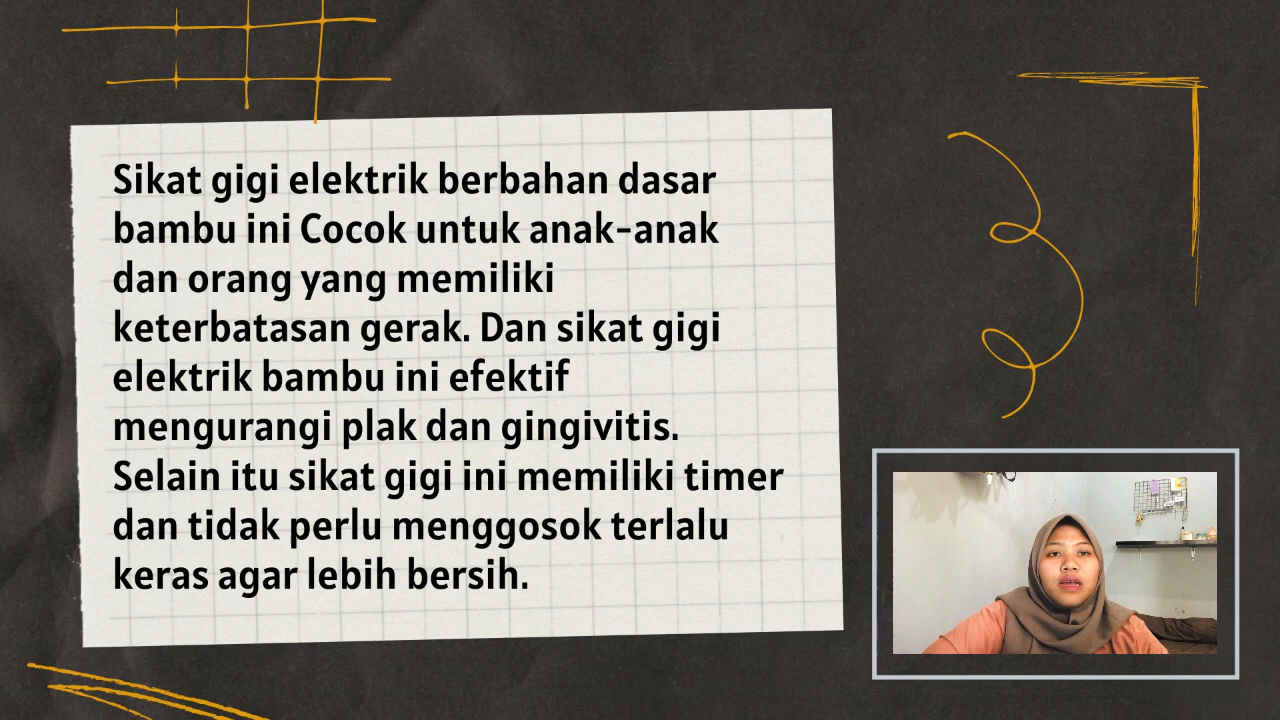 Sikat gigi elektrik berbahan dasar
bambu ini Cocok untuk anak-anak
dan orang yang memiliki
keterbatasan gerak. Dan sikat gigi
elektrik bambu ini efektif
mengurangi plak dan gingivitis.
Selain itu sikat gigi ini memiliki timer
dan tidak perlu menggosok terlalu
keras agar lebih bersih.